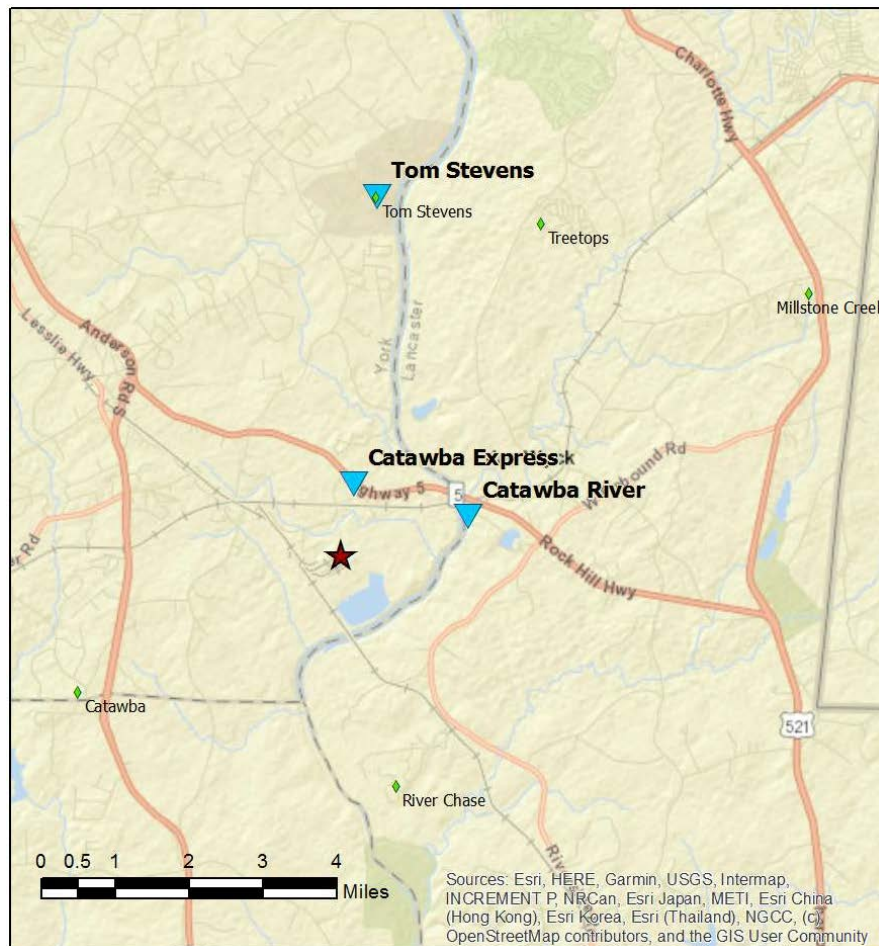 Charlotte Hwy
Tom Stevens
Tom Stevens
Treetops
Millstone Creek
York
Lancaster
Lesslie Hwy
Anderson Rd S
Catawba Express
Highway 5
5
Catawba River
Rd
Rock Hill Hwy
Rd
Catawba
521
River Chase
0 0.5 1 2 3 4
Miles
Sources: Esri, HERE, Garmin, USGS, Intermap,
INCREMENT P, NRCan, Esri Japan, METI, Esri China
(Hong Kong), Esri Korea, Esri (Thailand), NGCC, (c)
OpenStreetMap contributors, and the GIS User Community